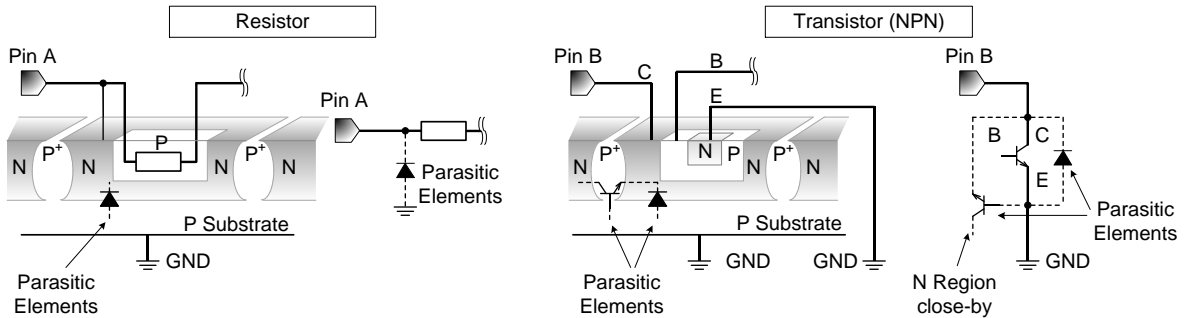 Resistor
Transistor (NPN)
Pin A
Pin B
C
B
E
Pin B
Pin A
N
P+
N
P
N
P+
N
N
P+
N
P
P+
N
N
B
C
E
Parasitic
Elements
P Substrate
GND
Parasitic
Elements
P Substrate
GND
GND
Parasitic
Elements
Parasitic
Elements
GND
N Region
close-by